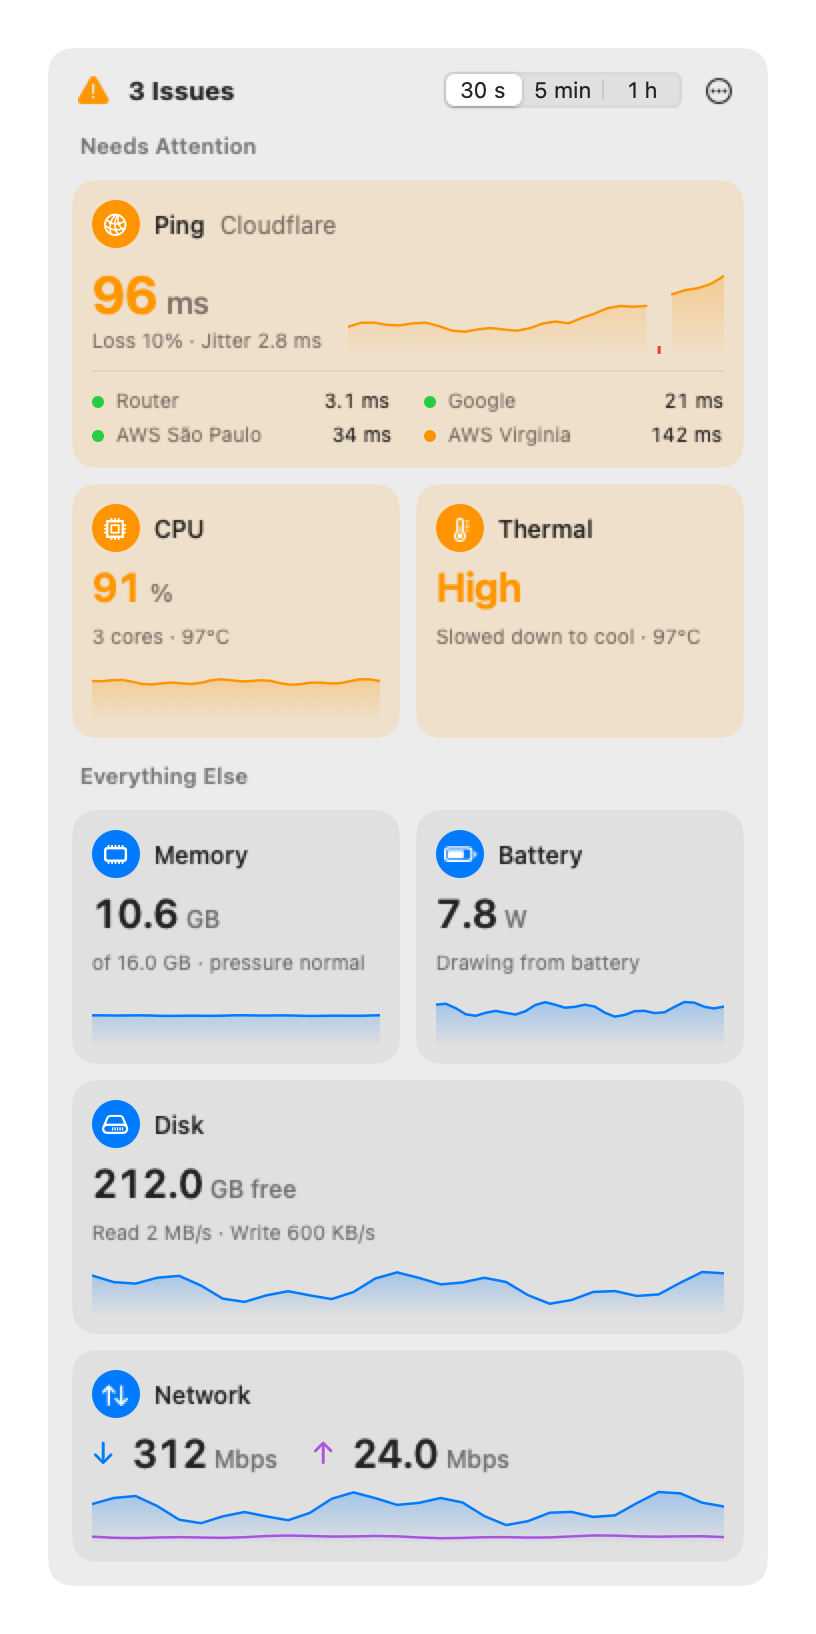 3 Issues
30 s 5 min 1 h
Needs Attention
Ping Cloudflare
96 ms
Loss 10% · Jitter 2.8 ms
Router 3.1 ms
Google 21 ms
AWS São Paulo 34 ms
AWS Virginia 142 ms
CPU
91 %
3 cores · 97°C
Thermal
High
Slowed down to cool · 97°C
Everything Else
Memory
10.6 GB
of 16.0 GB · pressure normal
Battery
7.8 W
Drawing from battery
Disk
212.0 GB free
Read 2 MB/s · Write 600 KB/s
Network
↓ 312 Mbps ↑ 24.0 Mbps